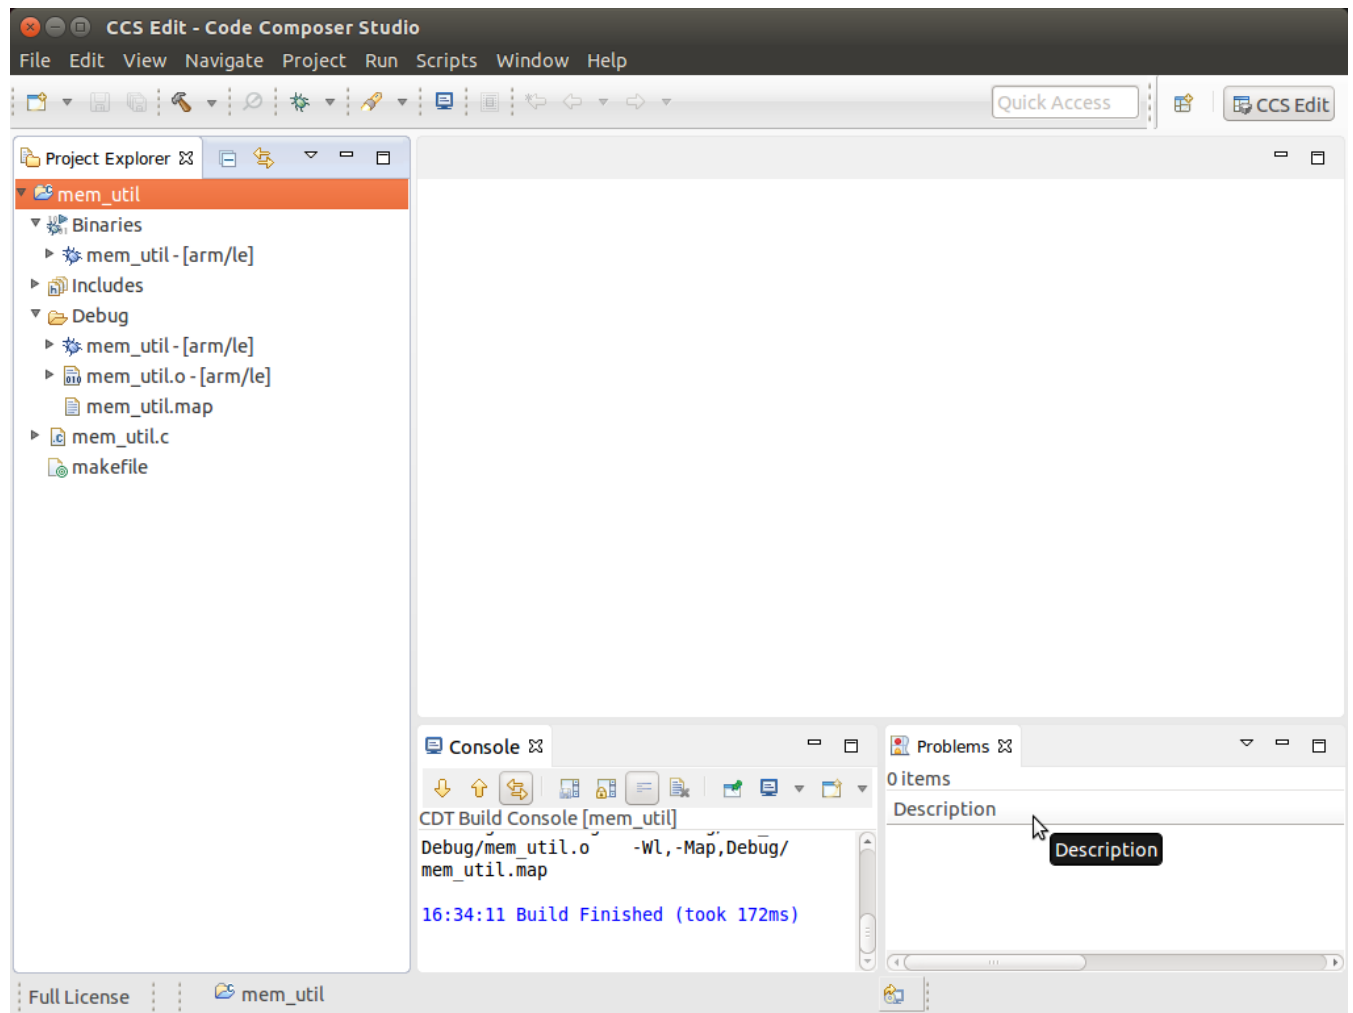 CCS Edit - Code Composer Studio
File Edit View Navigate Project Run Scripts Window Help
Quick Access
CCS Edit
Project Explorer
mem_util
Binaries
mem_util - [arm/le]
Includes
Debug
mem_util - [arm/le]
mem_util.o - [arm/le]
mem_util.map
mem_util.c
makefile
Console
CDT Build Console [mem_util]
Debug/mem_util.o    -Wl,-Map,Debug/
mem_util.map
16:34:11 Build Finished (took 172ms)
Problems
0 items
Description
Description
Full License
mem_util